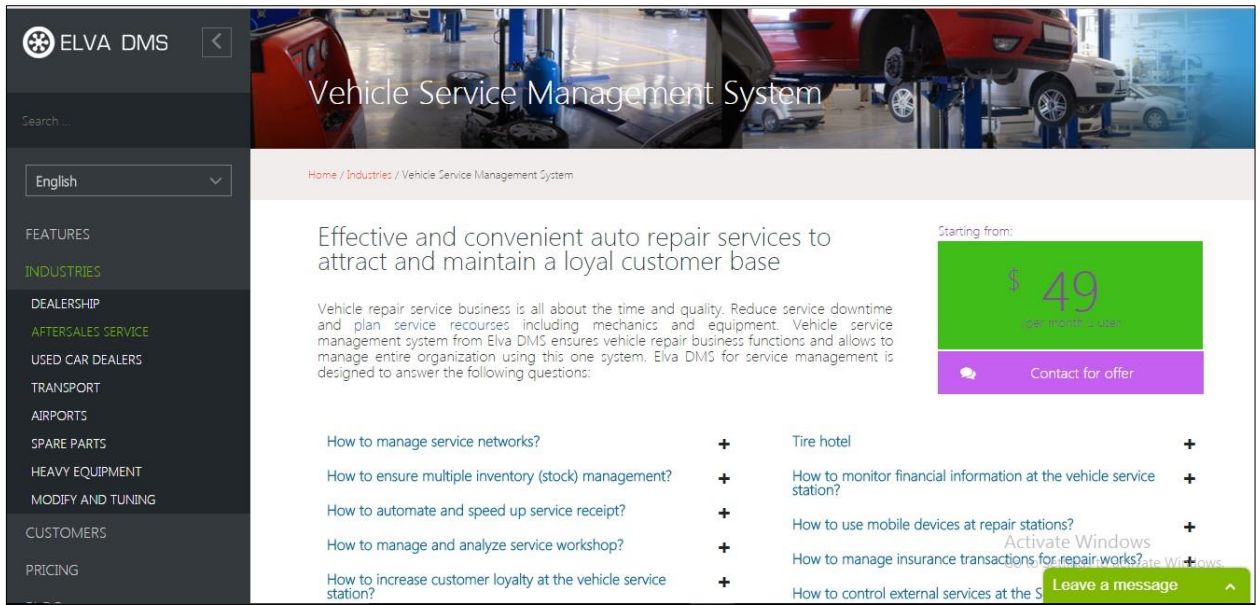 ELVA DMS
Search ...
English
FEATURES
INDUSTRIES
DEALERSHIP
AFTERSALES SERVICE
USED CAR DEALERS
TRANSPORT
AIRPORTS
SPARE PARTS
HEAVY EQUIPMENT
MODIFY AND TUNING
CUSTOMERS
PRICING
Vehicle Service Management System
Home / Industries / Vehicle Service Management System
Effective and convenient auto repair services to
attract and maintain a loyal customer base
Vehicle repair service business is all about the time and quality. Reduce service downtime
and plan service recourses including mechanics and equipment. Vehicle service
management system from Elva DMS ensures vehicle repair business functions and allows to
manage entire organization using this one system. Elva DMS for service management is
designed to answer the following questions:
Starting from:
$ 49
(per month 1 user)
Contact for offer
How to manage service networks?
How to ensure multiple inventory (stock) management?
How to automate and speed up service receipt?
How to manage and analyze service workshop?
How to increase customer loyalty at the vehicle service
station?
Tire hotel
How to monitor financial information at the vehicle service
station?
How to use mobile devices at repair stations?
How to manage insurance transactions for repair works?
How to control external services at the S
Activate Windows
Go to Settings to activate Windows.
Leave a message